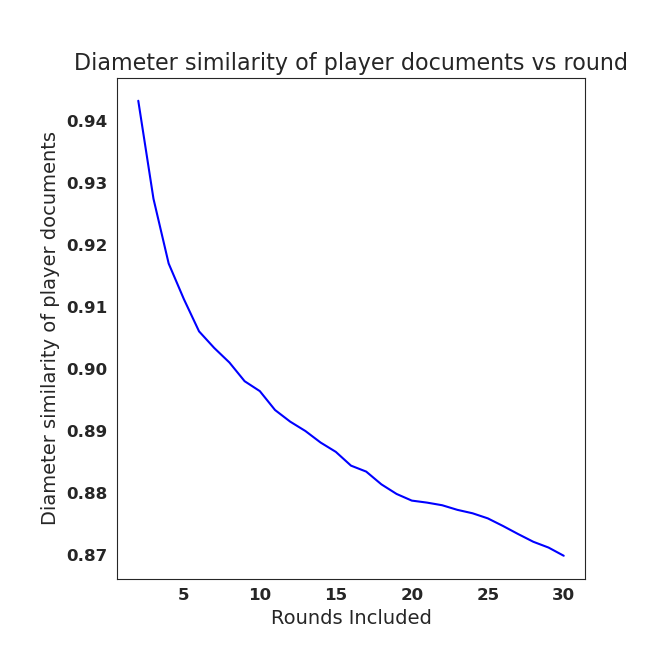 Diameter similarity of player documents vs round
Diameter similarity of player documents
0.94
0.93
0.92
0.91
0.90
0.89
0.88
0.87
5 10 15 20 25 30
Rounds Included